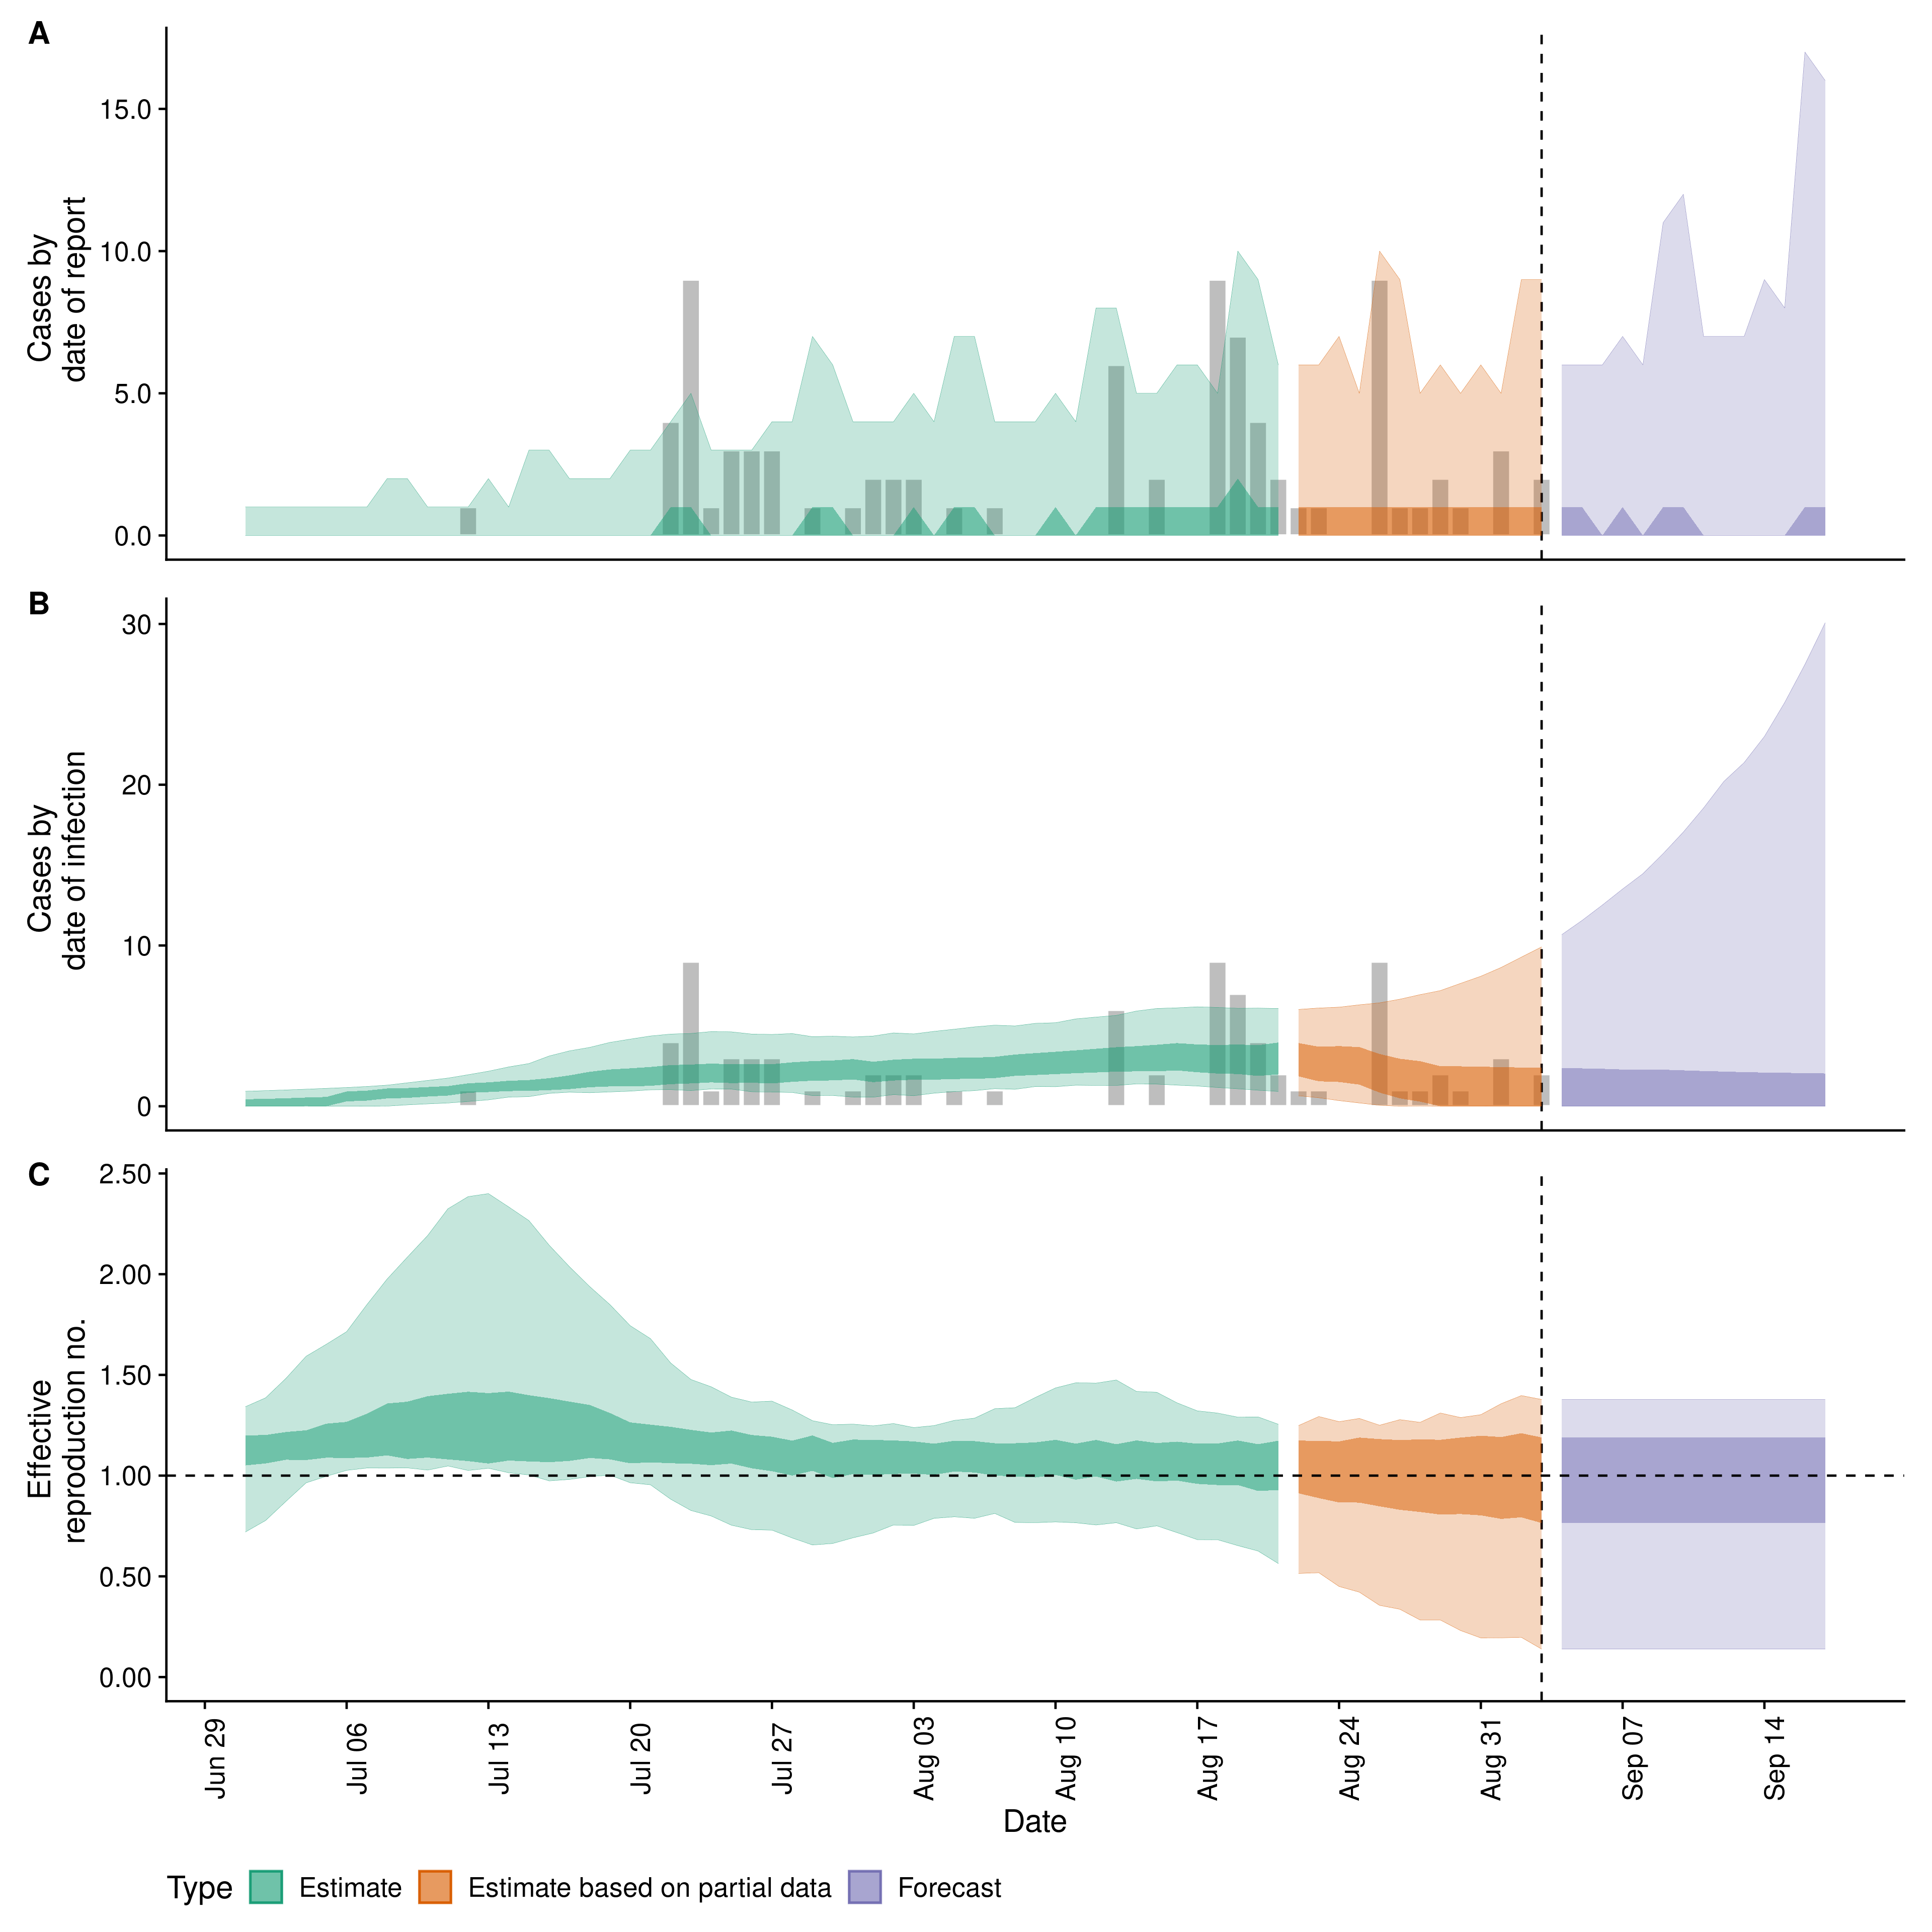 A
Cases by
date of report
15.0
10.0
5.0
0.0
B
Cases by
date of infection
30
20
10
0
C
Effective
reproduction no.
2.50
2.00
1.50
1.00
0.50
0.00
Jun 29
Jul 06
Jul 13
Jul 20
Jul 27
Aug 03
Aug 10
Aug 17
Aug 24
Aug 31
Sep 07
Sep 14
Date
Type Estimate Estimate based on partial data Forecast